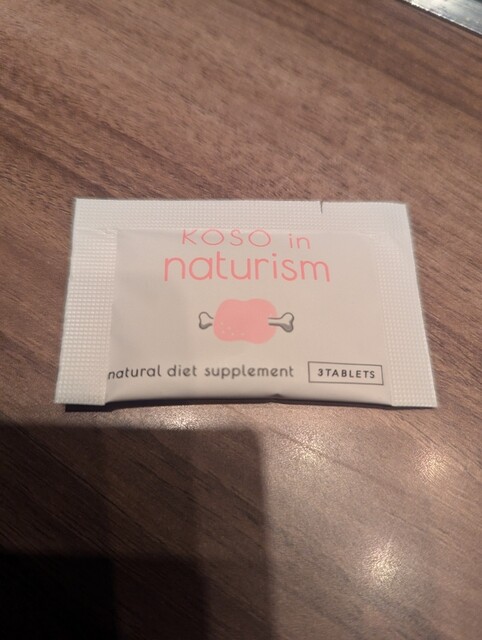 KOSO in
naturism
natural diet supplement
3TABLETS